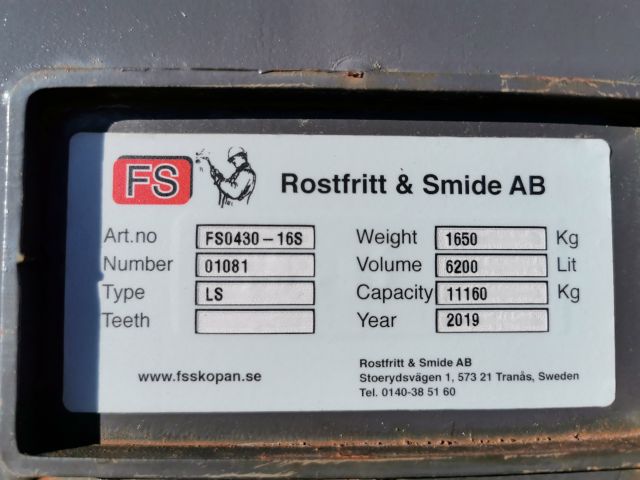 FS Rostfritt & Smide AB
Art.no FS0430-16S Weight 1650 Kg
Number 01081 Volume 6200 Lit
Type LS Capacity 11160 Kg
Teeth Year 2019
www.fsskopan.se
Rostfritt & Smide AB
Stoerydsvägen 1, 573 21 Tranås, Sweden
Tel. 0140-38 51 60